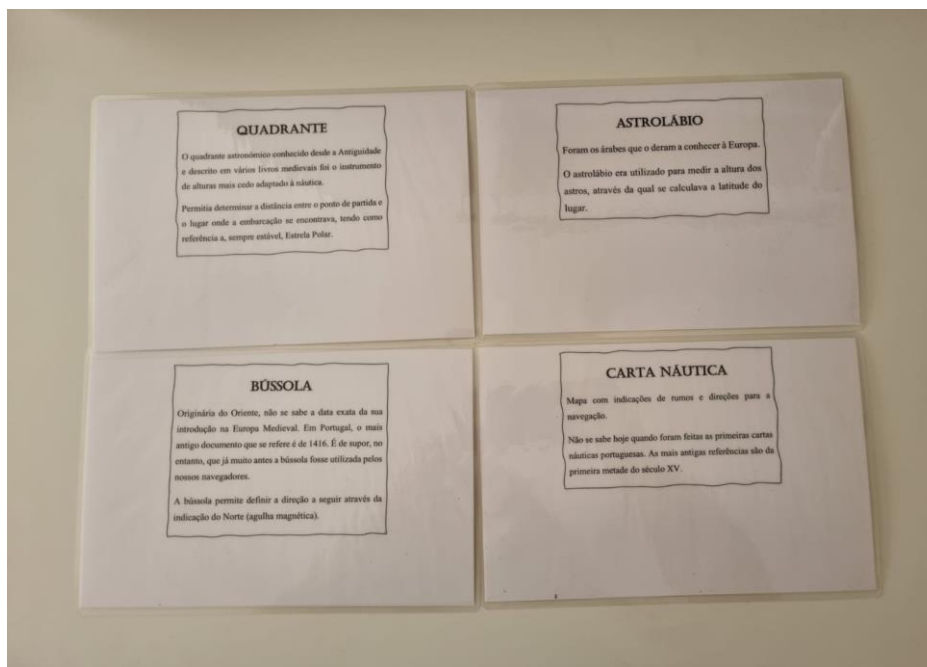 QUADRANTE
O quadrante astronómico conhecido desde a Antiguidade
e descrito em vários livros medievais foi o instrumento
de alturas mais cedo adaptado à náutica.
Permitia determinar a distância entre o ponto de partida e
o lugar onde a embarcação se encontrava, tendo como
referência a, sempre estável, Estrela Polar.
ASTROLÁBIO
Foram os árabes que o deram a conhecer à Europa.
O astrolábio era utilizado para medir a altura dos
astros, através da qual se calculava a latitude do
lugar.
BÚSSOLA
Originária do Oriente, não se sabe a data exata da sua
introdução na Europa Medieval. Em Portugal, o mais
antigo documento que se refere é de 1416. É de supor, no
entanto, que já muito antes a bússola fosse utilizada pelos
nossos navegadores.
A bússola permite definir a direção a seguir através da
indicação do Norte (agulha magnética).
CARTA NÁUTICA
Mapa com indicações de rumos e direções para a
navegação.
Não se sabe hoje quando foram feitas as primeiras cartas
náuticas portuguesas. As mais antigas referências são da
primeira metade do século XV.